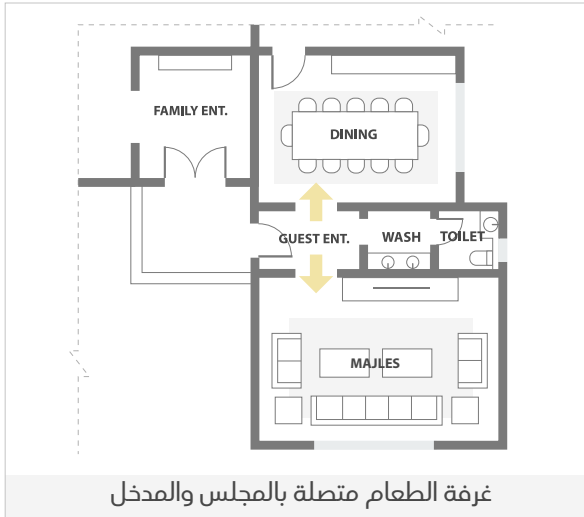 FAMILY ENT.
DINING
GUEST ENT.
WASH
TOILET
MAJLES
غرفة الطعام متصلة بالمجلس والمدخل